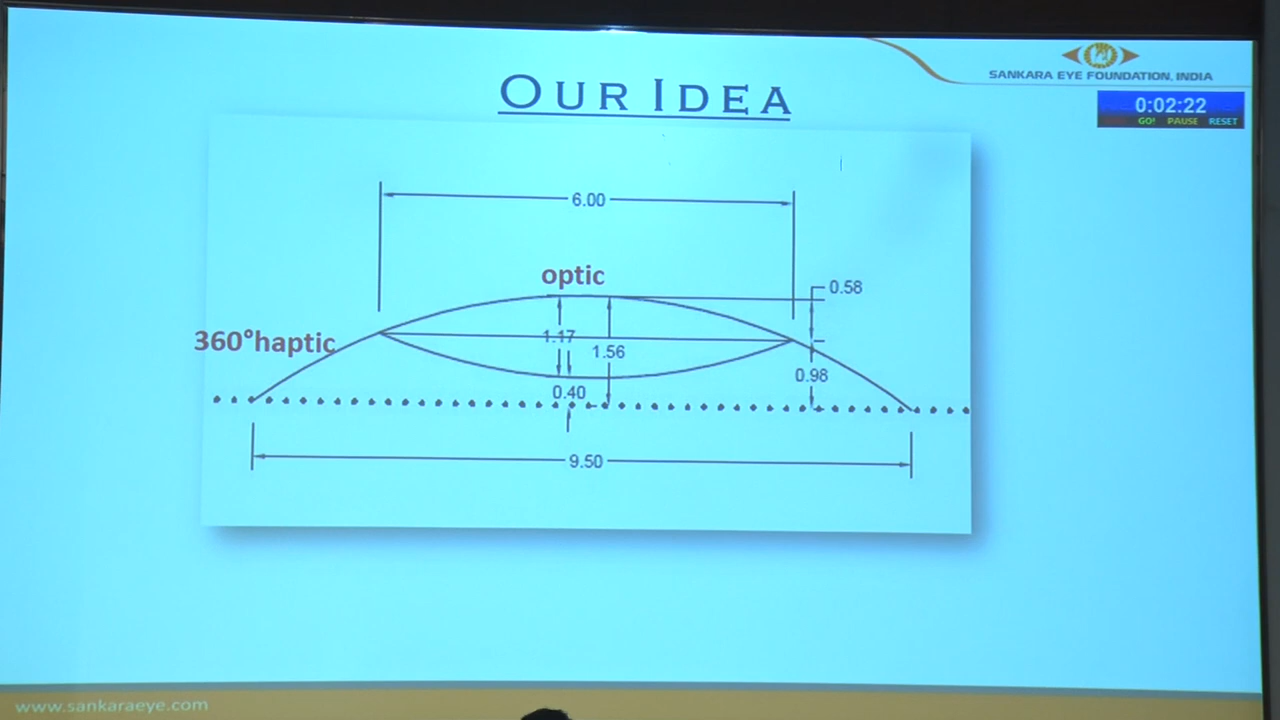 OUR IDEA
SANKARA EYE FOUNDATION, INDIA
0:02:22
GO! PAUSE RESET
6.00
optic
0.58
360°haptic
1.17
1.56
0.98
0.40
9.50
www.sankaraeye.com